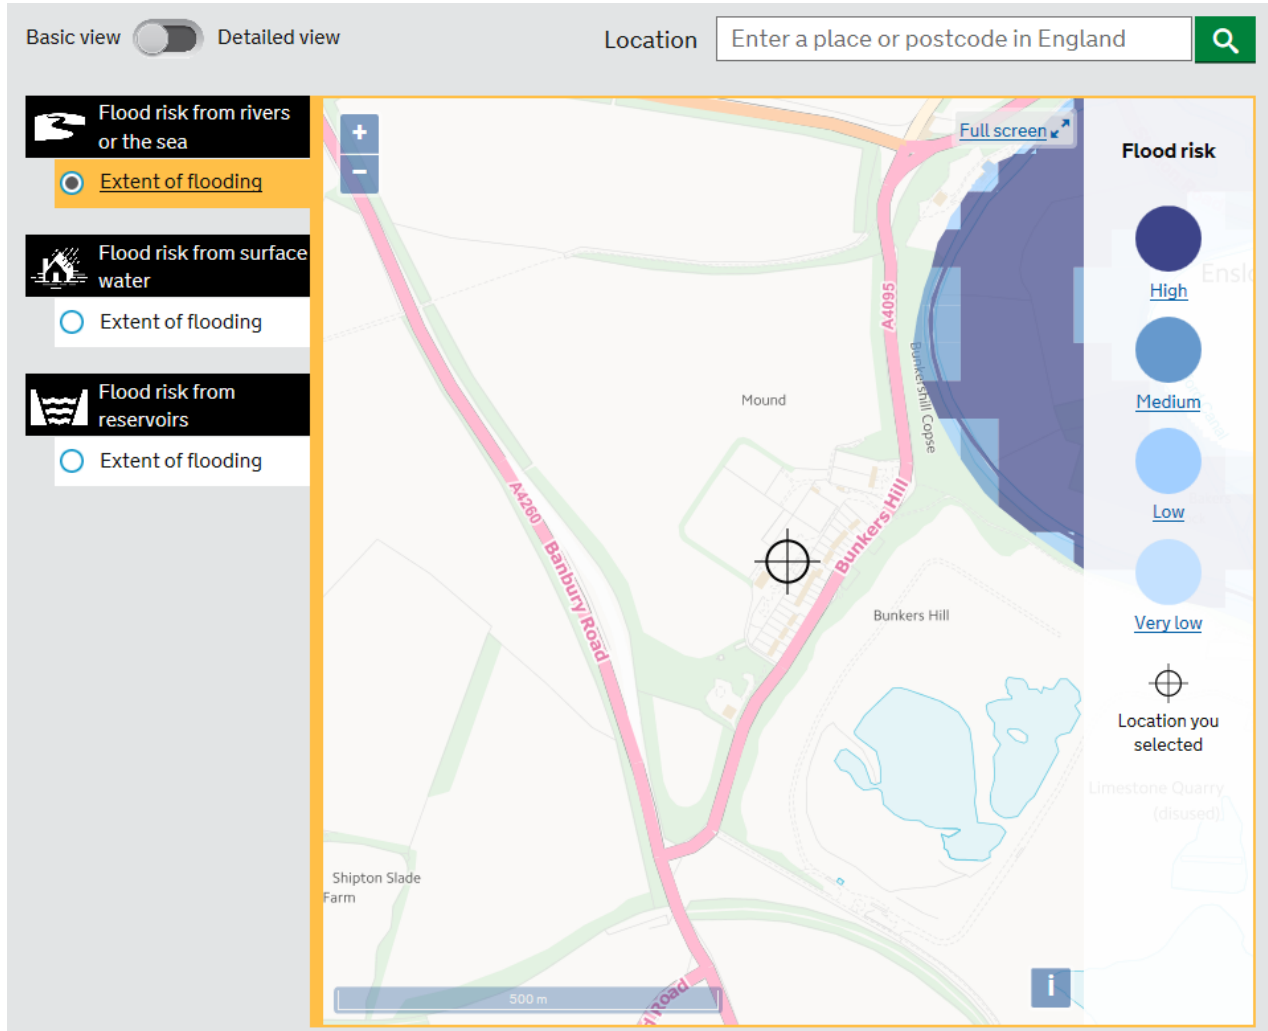 Basic view
Detailed view
Location
Enter a place or postcode in England
Flood risk from rivers
or the sea
Extent of flooding
Flood risk from surface
water
Extent of flooding
Flood risk from
reservoirs
Extent of flooding
+
−
Full screen
A4095
Bunkershill Copse
Mound
A4260
Banbury Road
Bunkers Hill
Bunkers Hill
Shipton Slade
Farm
500 m
i
Flood risk
High
Medium
Low
Very low
Location you
selected
Limestone Quarry
(disused)